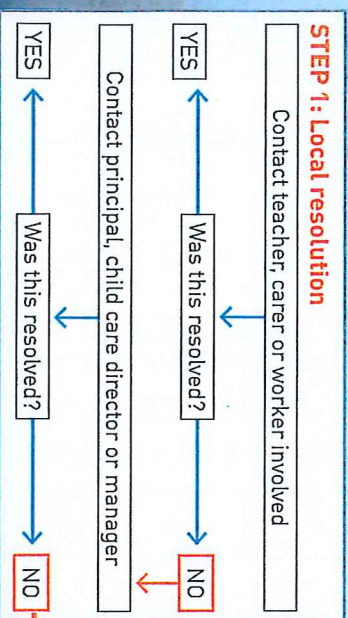 STEP 1: Local resolution
Contact teacher, carer or worker involved
YES
Was this resolved?
NO
Contact principal, child care director or manager
YES
Was this resolved?
NO